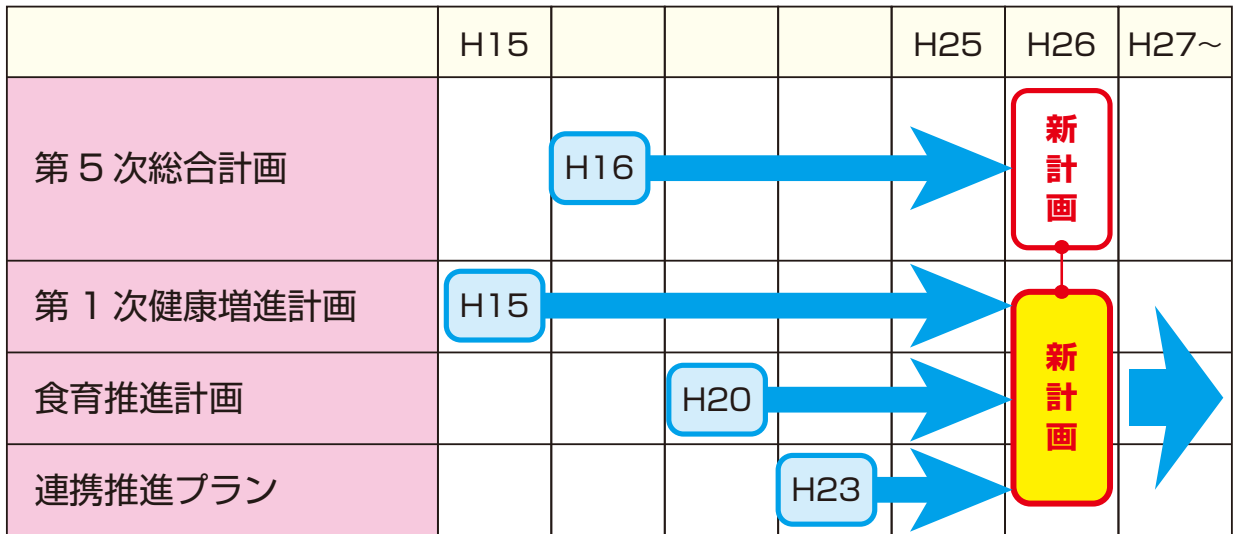 H15 H25 H26 H27～
第5次総合計画 H16 新計画
第1次健康増進計画 H15
食育推進計画 H20 新計画
連携推進プラン H23